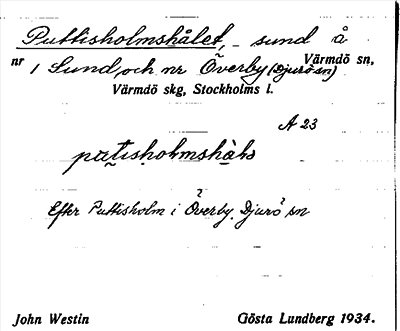 Puttisholmshålet, sund å
nr 1 Sund och nr Överby (Djurö sn) Värmdö sn,
Värmdö skg, Stockholms l.
A 23
patisholmshåls
Efter Puttisholm i Överby, Djurö sn
John Westin Gösta Lundberg 1934.